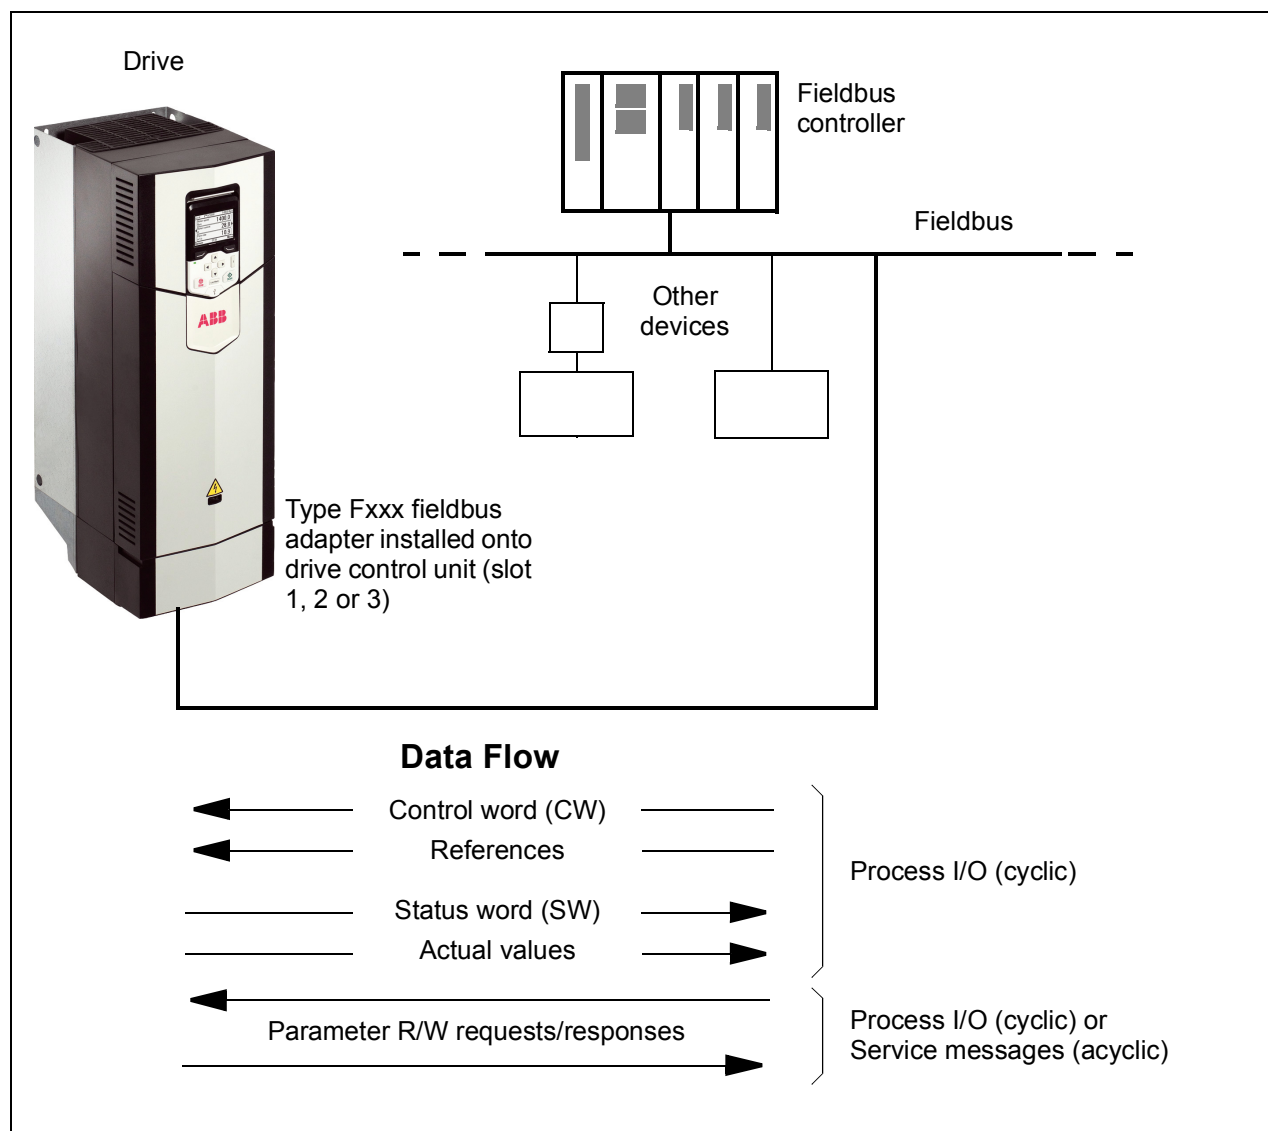 Drive
Fieldbus
controller
Fieldbus
Other
devices
ABB
Type Fxxx fieldbus
adapter installed onto
drive control unit (slot
1, 2 or 3)
Data Flow
Control word (CW)
References
Process I/O (cyclic)
Status word (SW)
Actual values
Parameter R/W requests/responses
Process I/O (cyclic) or
Service messages (acyclic)